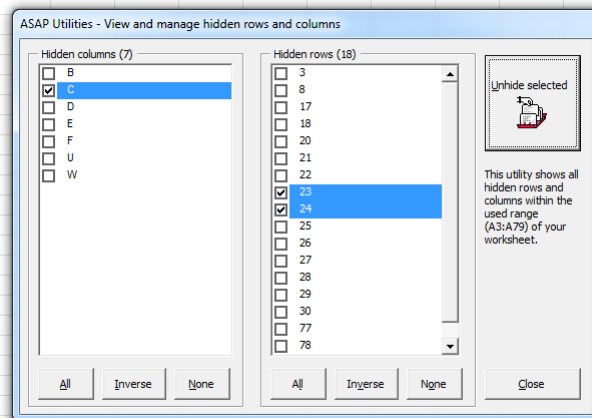 ASAP Utilities - View and manage hidden rows and columns
Hidden columns (7)
B
C
D
E
F
U
W
All
Inverse
None
Hidden rows (18)
3
8
17
18
20
21
22
23
24
25
26
27
28
29
30
77
78
All
Inverse
None
Unhide selected
This utility shows all
hidden rows and
columns within the
used range
(A3:A79) of your
worksheet.
Close